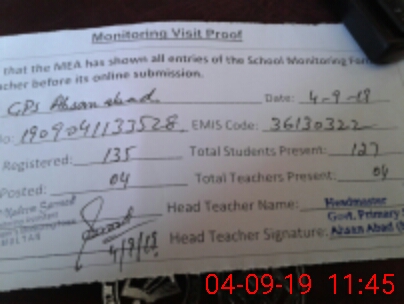 Monitoring Visit Proof
that the MEA has shown all entries of the School Monitoring Form
cher before its online submission.
GPS Ahsan abad Date: 4-9-19
No: 1909041133528 EMIS Code: 36130322
Registered: 135 Total Students Present: 127
Posted: 04 Total Teachers Present: 04
Head Teacher Name: Headmaster
Govt. Primary S
Head Teacher Signature: Ahsan Abad (M
MULTAN
4/9/19
04-09-19 11:45